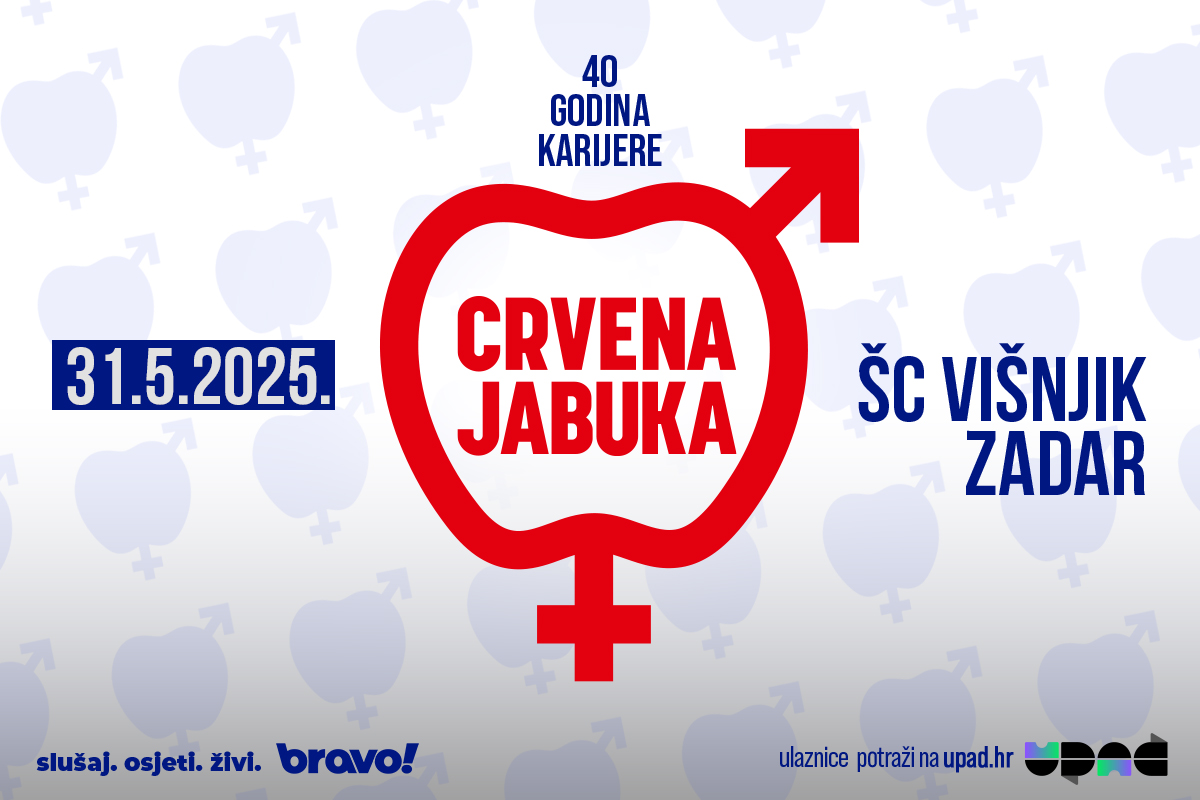 40
GODINA
KARIJERE
CRVENA
JABUKA
31.5.2025.
ŠC VIŠNJIK
ZADAR
slušaj. osjeti. živi. bravo!
ulaznice potraži na upad.hr UPAD